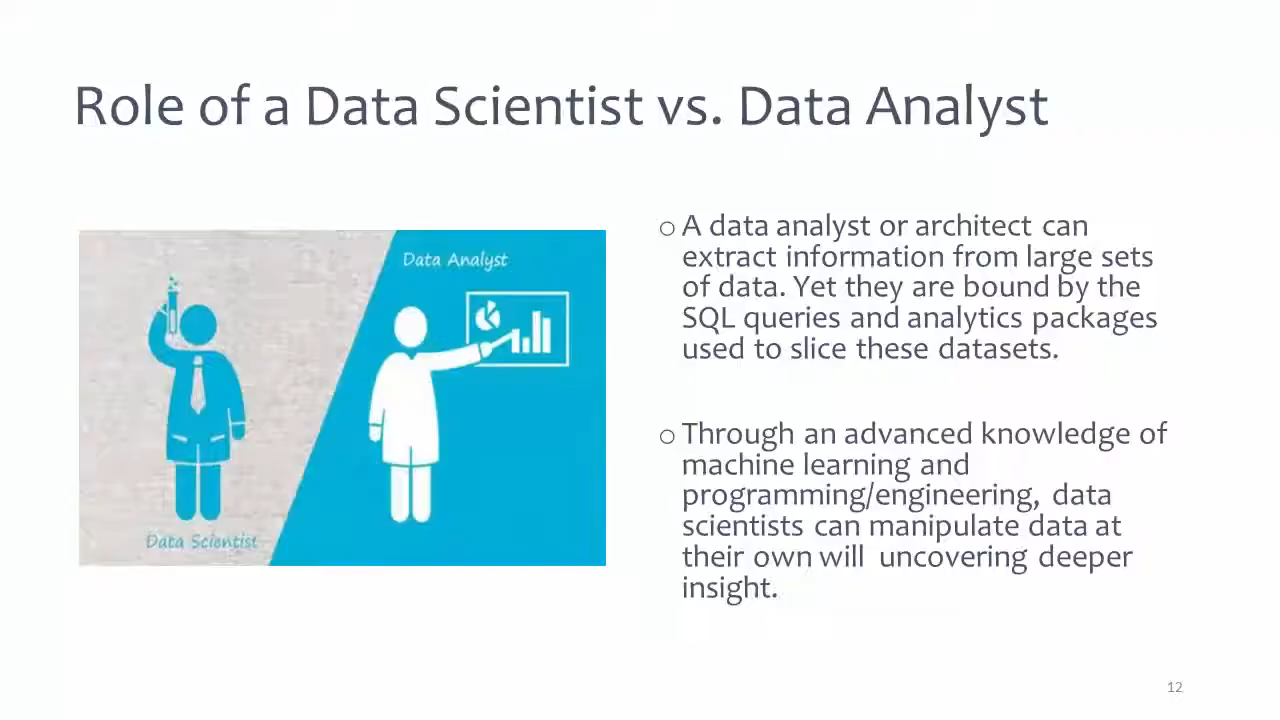 Role of a Data Scientist vs. Data Analyst
Data Analyst
Data Scientist
o A data analyst or architect can
extract information from large sets
of data. Yet they are bound by the
SQL queries and analytics packages
used to slice these datasets.
o Through an advanced knowledge of
machine learning and
programming/engineering, data
scientists can manipulate data at
their own will uncovering deeper
insight.
12